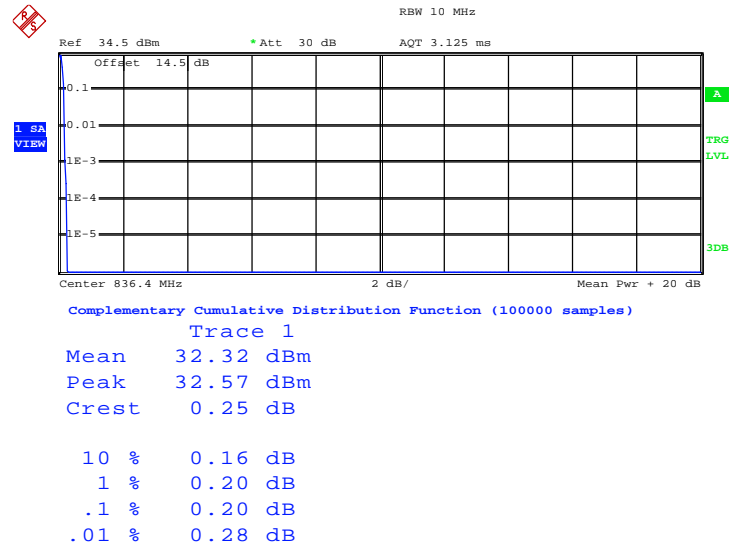 R S
RBW 10 MHz
Ref 34.5 dBm * Att 30 dB AQT 3.125 ms
Offset 14.5 dB
0.1
A
0.01
1 SA
VIEW
TRG
LVL
1E-3
1E-4
1E-5
3DB
Center 836.4 MHz 2 dB/ Mean Pwr + 20 dB
Complementary Cumulative Distribution Function (100000 samples)
Trace 1
Mean 32.32 dBm
Peak 32.57 dBm
Crest 0.25 dB
10 % 0.16 dB
1 % 0.20 dB
.1 % 0.20 dB
.01 % 0.28 dB